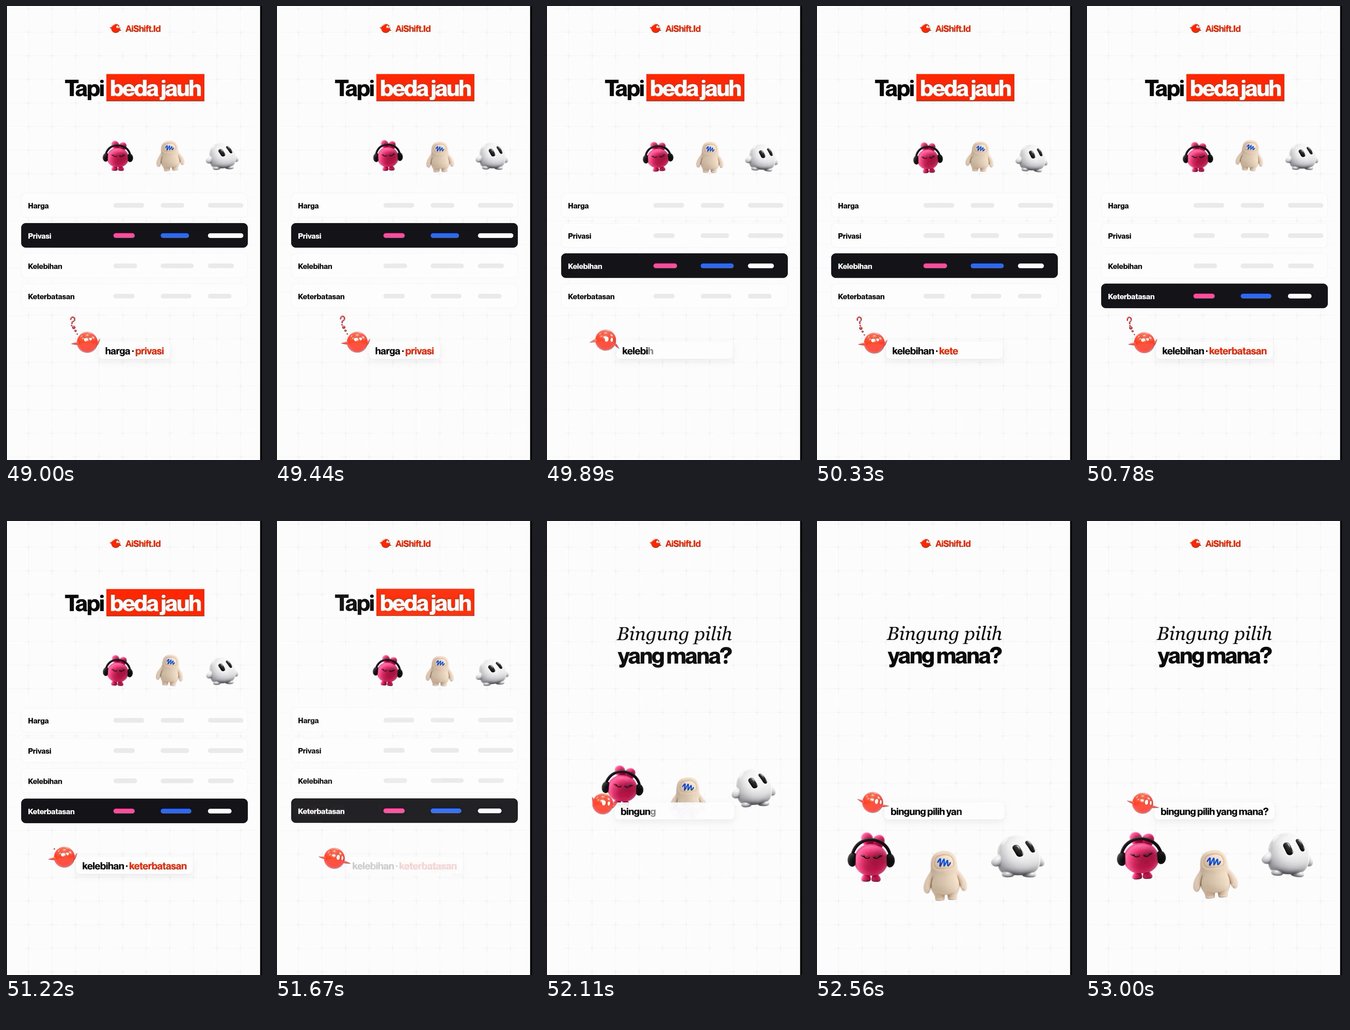 AiShift.Id
Tapi beda jauh
Harga
Privasi
Kelebihan
Keterbatasan
?
harga · privasi
49.00s
AiShift.Id
Tapi beda jauh
Harga
Privasi
Kelebihan
Keterbatasan
?
harga · privasi
49.44s
AiShift.Id
Tapi beda jauh
Harga
Privasi
Kelebihan
Keterbatasan
kelebih
49.89s
AiShift.Id
Tapi beda jauh
Harga
Privasi
Kelebihan
Keterbatasan
?
kelebihan · kete
50.33s
AiShift.Id
Tapi beda jauh
Harga
Privasi
Kelebihan
Keterbatasan
?
kelebihan · keterbatasan
50.78s
AiShift.Id
Tapi beda jauh
Harga
Privasi
Kelebihan
Keterbatasan
kelebihan · keterbatasan
51.22s
AiShift.Id
Tapi beda jauh
Harga
Privasi
Kelebihan
Keterbatasan
kelebihan · keterbatasan
51.67s
AiShift.Id
Bingung pilih
yang mana?
bingung
52.11s
AiShift.Id
Bingung pilih
yang mana?
bingung pilih yan
52.56s
AiShift.Id
Bingung pilih
yang mana?
bingung pilih yang mana?
53.00s